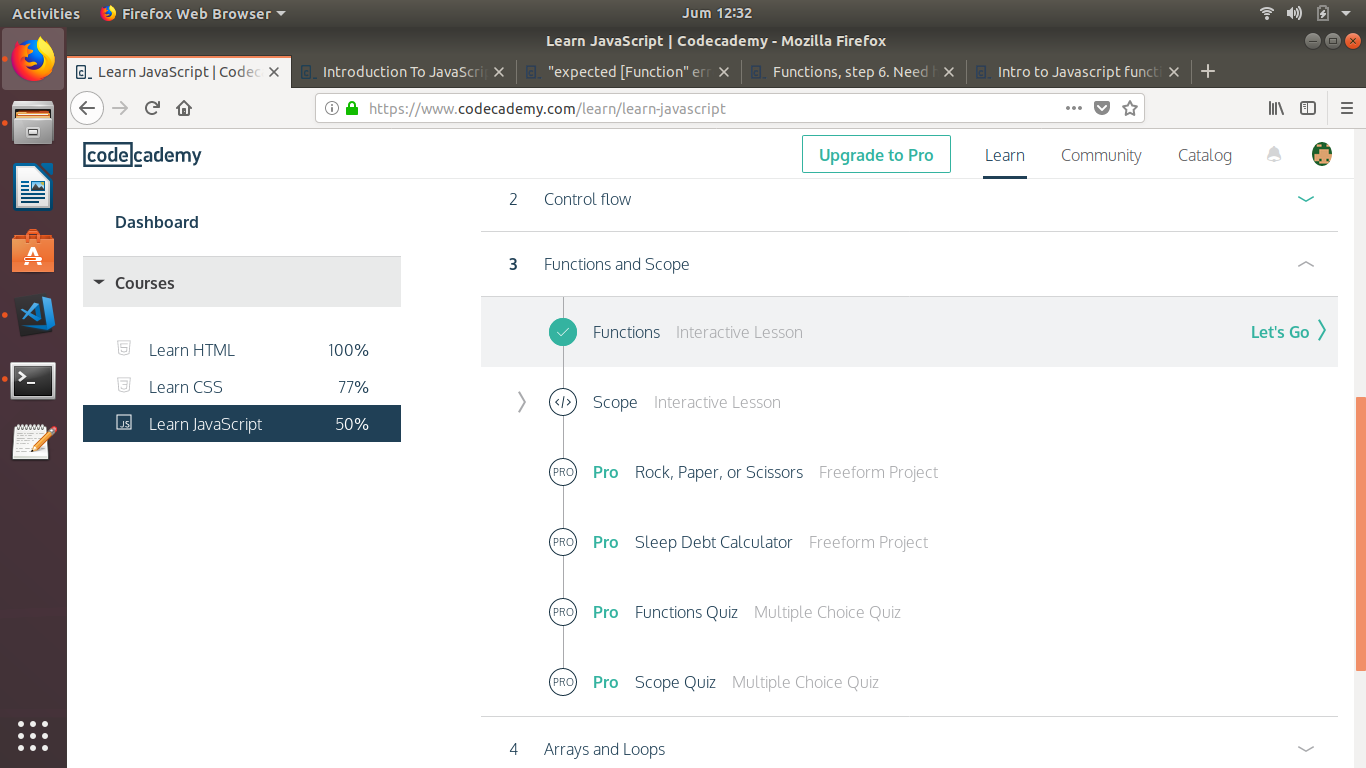 Activities Firefox Web Browser Jum 12:32
Learn JavaScript | Codecademy - Mozilla Firefox
Learn JavaScript | Codec Introduction To JavaScri "expected [Function" err Functions, step 6. Need h Intro to Javascript funct
https://www.codecademy.com/learn/learn-javascript
codecademy Upgrade to Pro Learn Community Catalog
2 Control flow
Dashboard
3 Functions and Scope
Courses
Functions Interactive Lesson Let's Go
Learn HTML 100%
Learn CSS 77%
Scope Interactive Lesson
JS Learn JavaScript 50%
PRO Pro Rock, Paper, or Scissors Freeform Project
PRO Pro Sleep Debt Calculator Freeform Project
PRO Pro Functions Quiz Multiple Choice Quiz
PRO Pro Scope Quiz Multiple Choice Quiz
4 Arrays and Loops